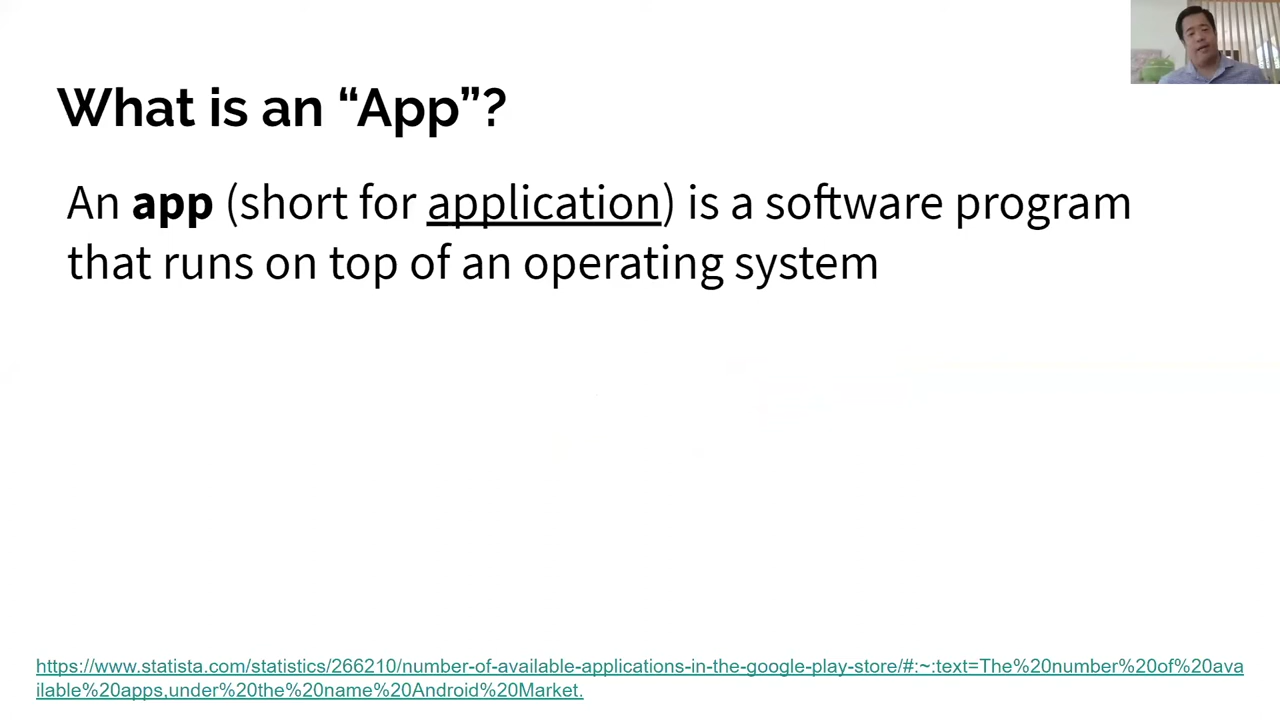 What is an “App”?
An app (short for application) is a software program
that runs on top of an operating system
https://www.statista.com/statistics/266210/number-of-available-applications-in-the-google-play-store/#:~:text=The%20number%20of%20ava
ilable%20apps,under%20the%20name%20Android%20Market.